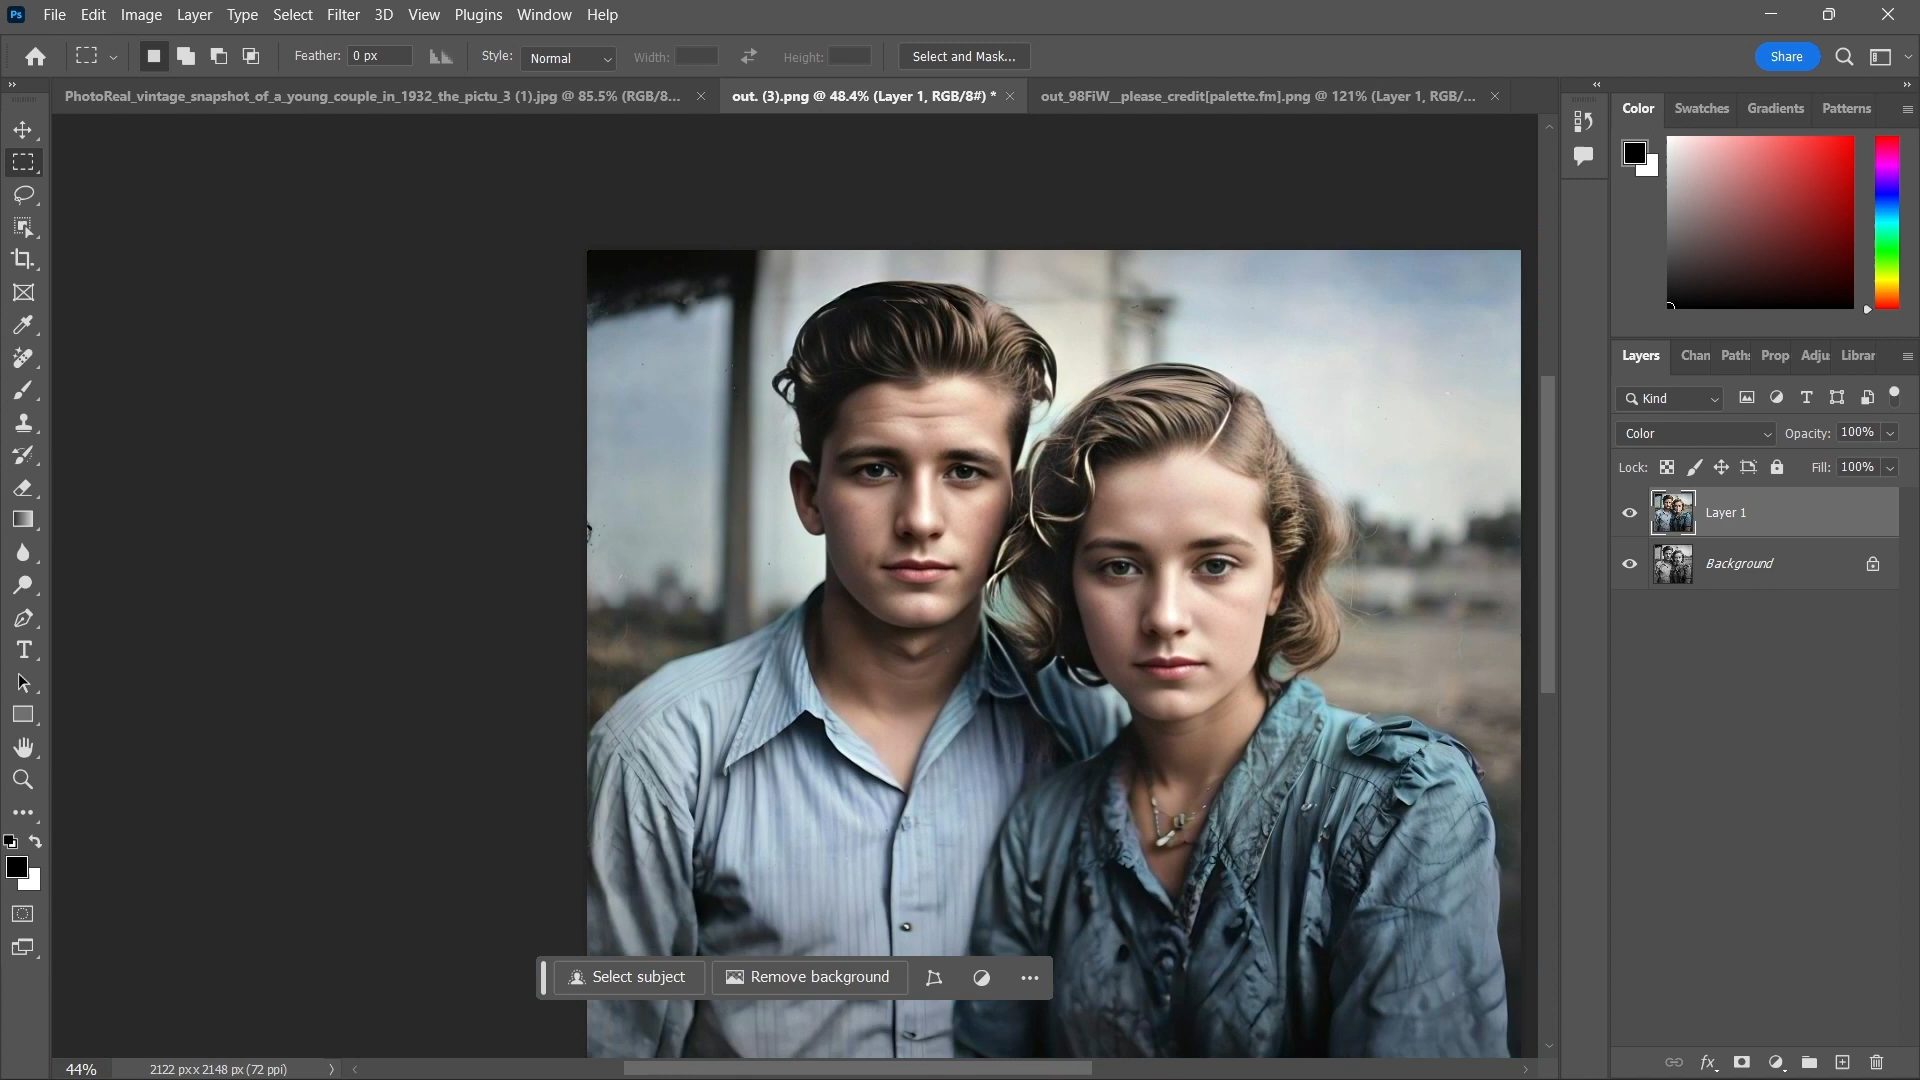 Ps File Edit Image Layer Type Select Filter 3D View Plugins Window Help
Feather: 0 px Style: Normal Width: Height: Select and Mask... Share
PhotoReal_vintage_snapshot_of_a_young_couple_in_1932_the_pictu_3 (1).jpg @ 85.5% (RGB/8... out. (3).png @ 48.4% (Layer 1, RGB/8#) * out_98FiW__please_credit[palette.fm].png @ 121% (Layer 1, RGB/...
Color Swatches Gradients Patterns
Layers Chan Paths Prop Adju Librar
Kind
Color Opacity: 100%
Lock: Fill: 100%
Layer 1
Background
Select subject Remove background
44% 2122 px x 2148 px (72 ppi)